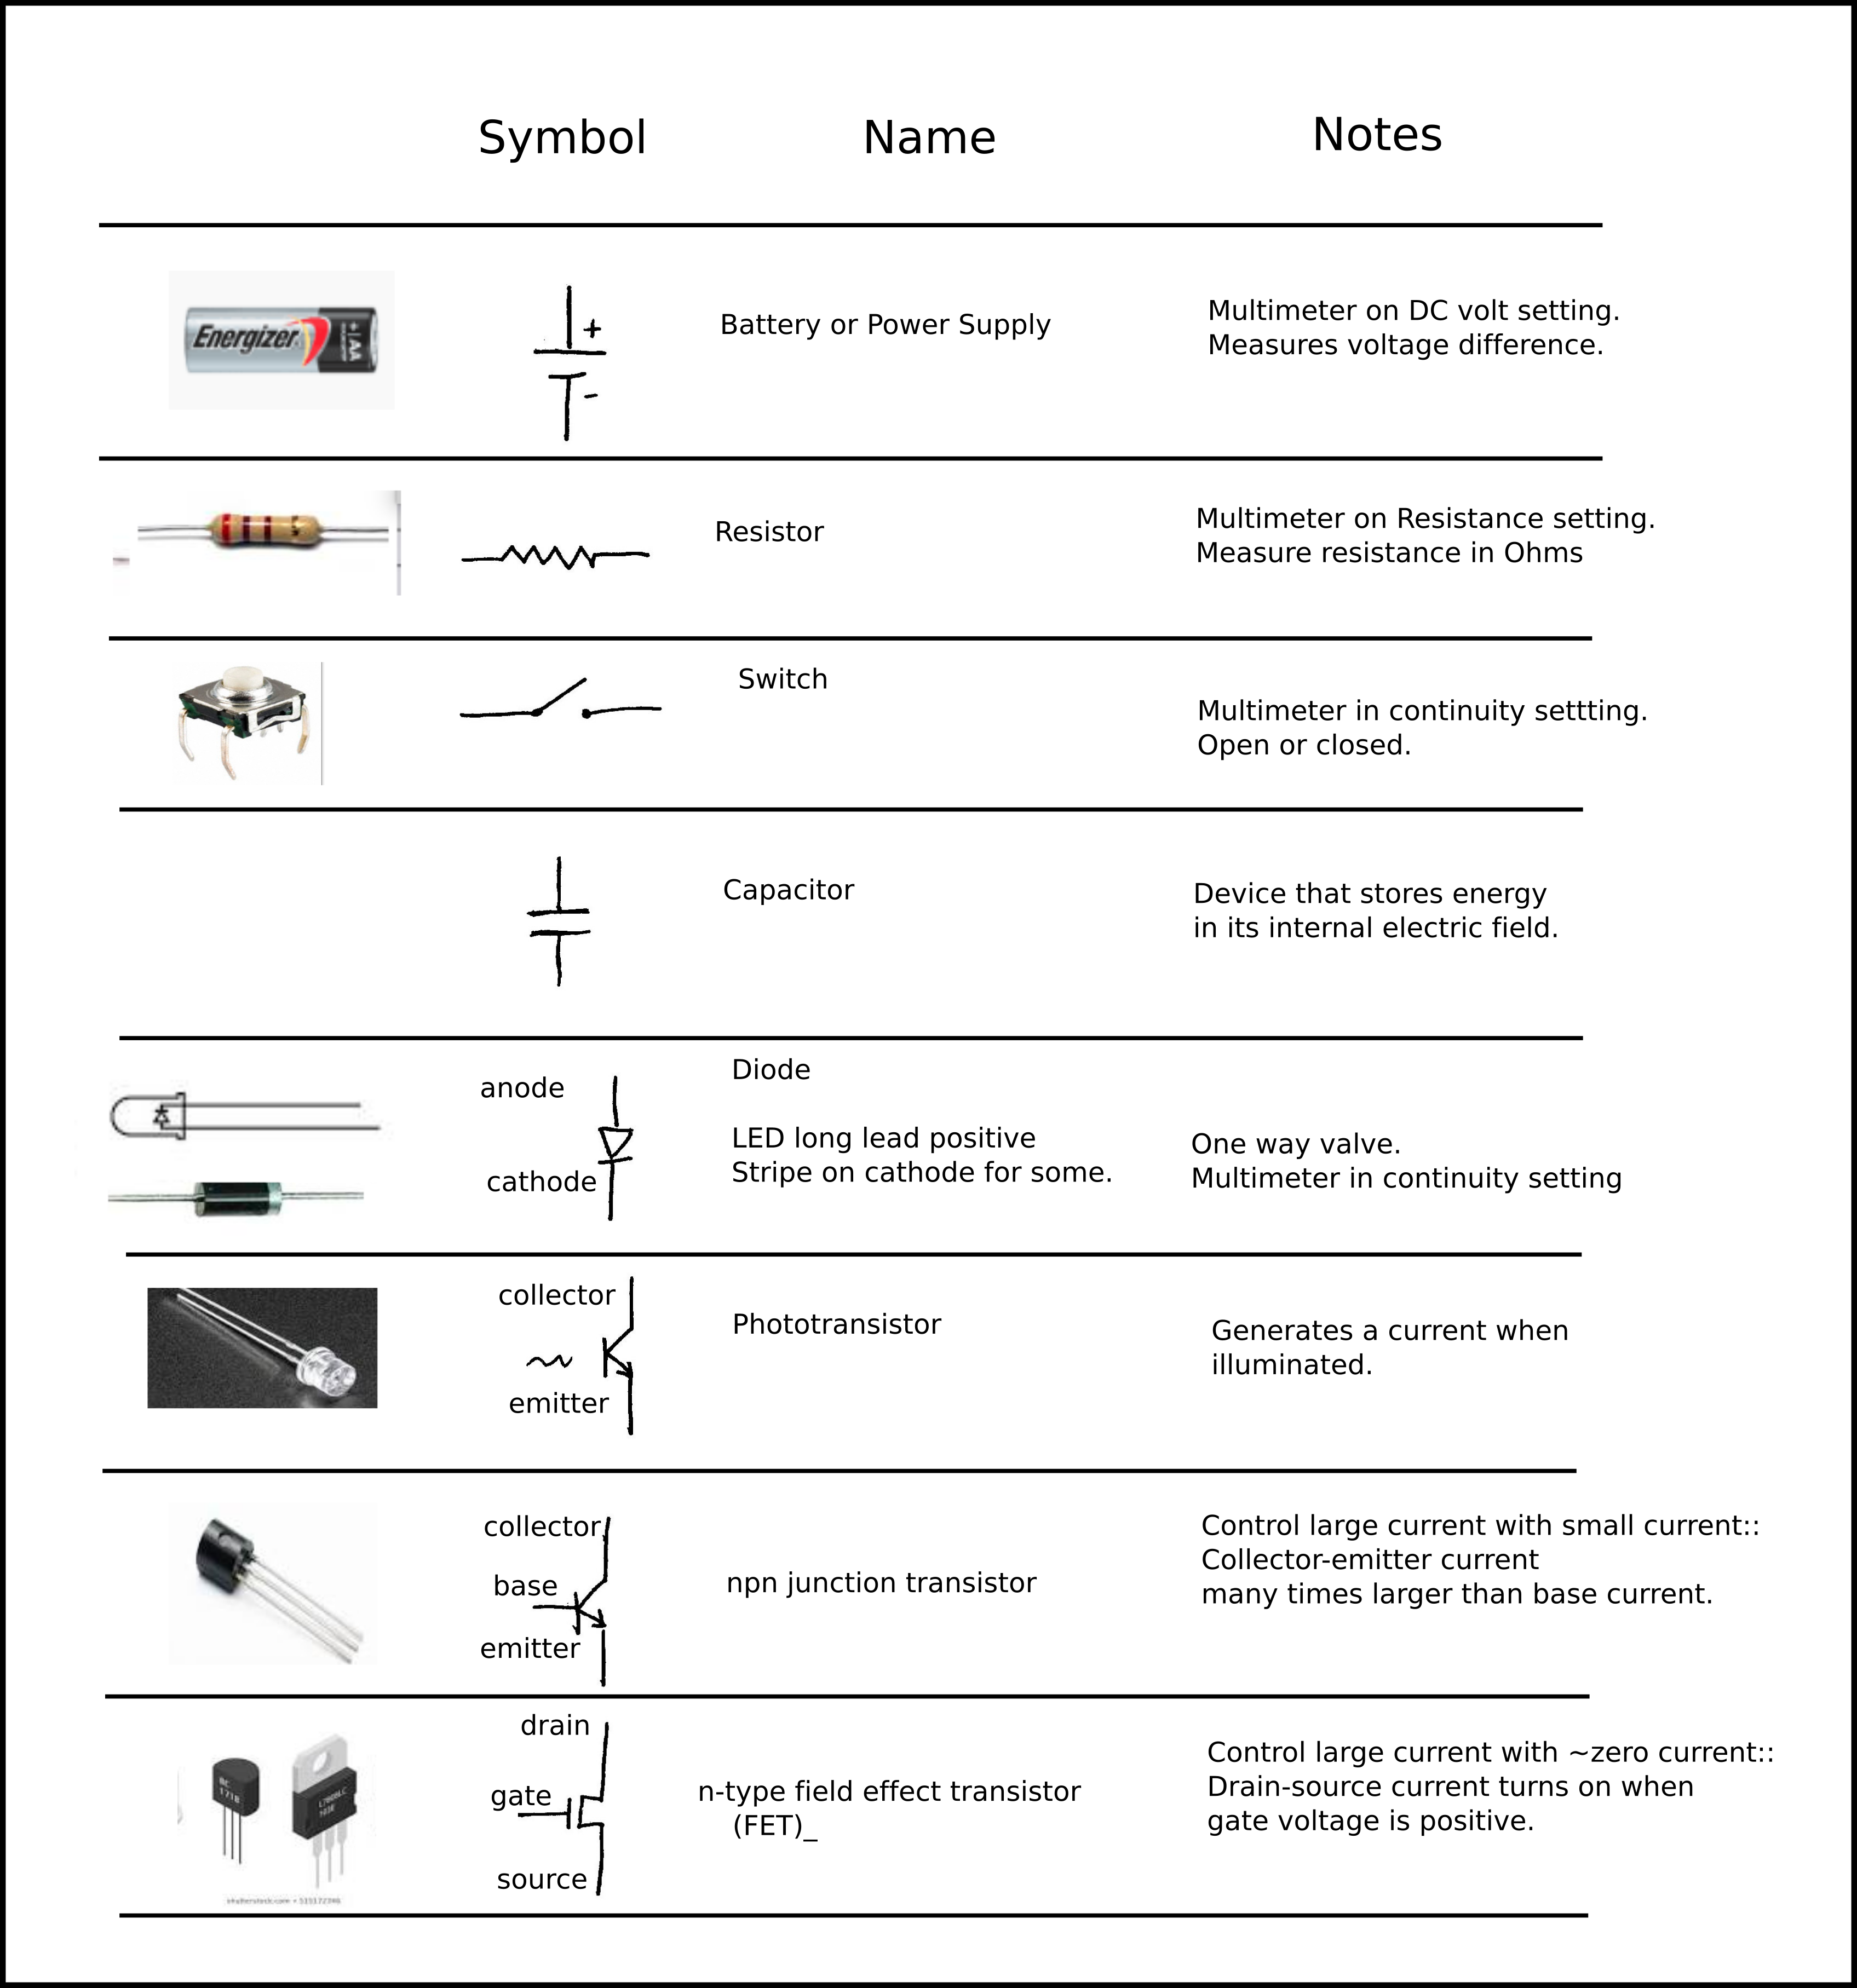 Symbol
Name
Notes
Energizer
+ AA
+
-
Battery or Power Supply
Multimeter on DC volt setting.
Measures voltage difference.
Resistor
Multimeter on Resistance setting.
Measure resistance in Ohms
Switch
Multimeter in continuity settting.
Open or closed.
Capacitor
Device that stores energy
in its internal electric field.
anode
cathode
Diode
LED long lead positive
Stripe on cathode for some.
One way valve.
Multimeter in continuity setting
collector
emitter
Phototransistor
Generates a current when
illuminated.
collector
base
emitter
npn junction transistor
Control large current with small current::
Collector-emitter current
many times larger than base current.
BC
171B
drain
gate
source
n-type field effect transistor
(FET)_
Control large current with ~zero current::
Drain-source current turns on when
gate voltage is positive.